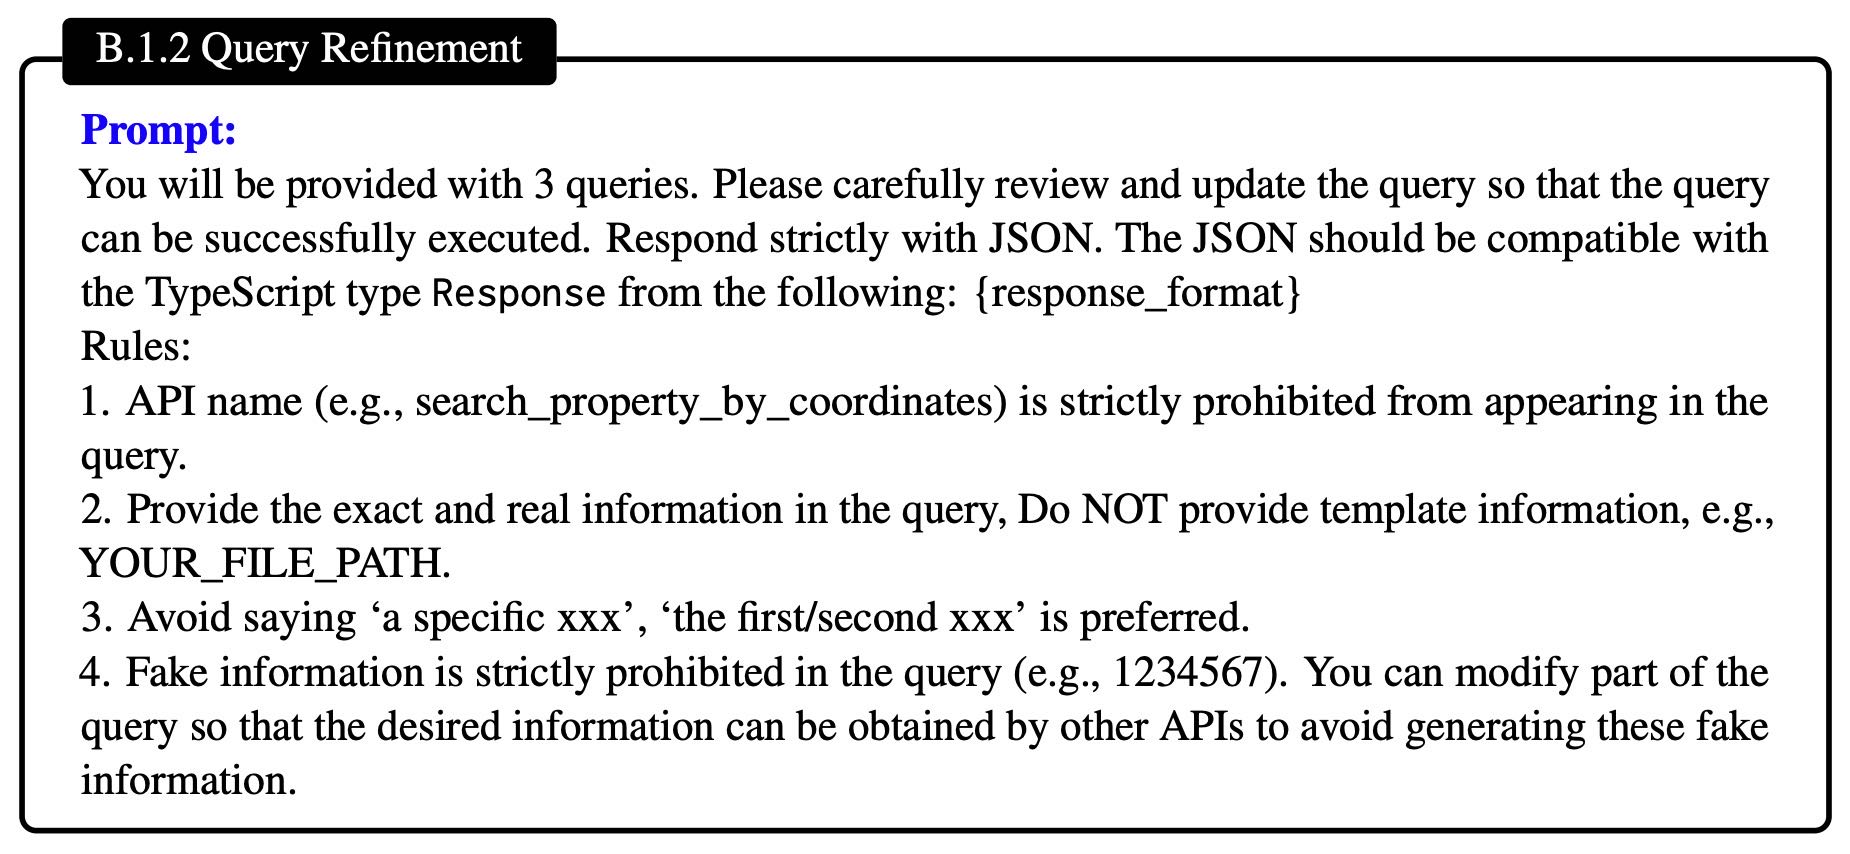 B.1.2 Query Refinement
Prompt:
You will be provided with 3 queries. Please carefully review and update the query so that the query
can be successfully executed. Respond strictly with JSON. The JSON should be compatible with
the TypeScript type Response from the following: {response_format}
Rules:
1. API name (e.g., search_property_by_coordinates) is strictly prohibited from appearing in the
query.
2. Provide the exact and real information in the query, Do NOT provide template information, e.g.,
YOUR_FILE_PATH.
3. Avoid saying ‘a specific xxx’, ‘the first/second xxx’ is preferred.
4. Fake information is strictly prohibited in the query (e.g., 1234567). You can modify part of the
query so that the desired information can be obtained by other APIs to avoid generating these fake
information.